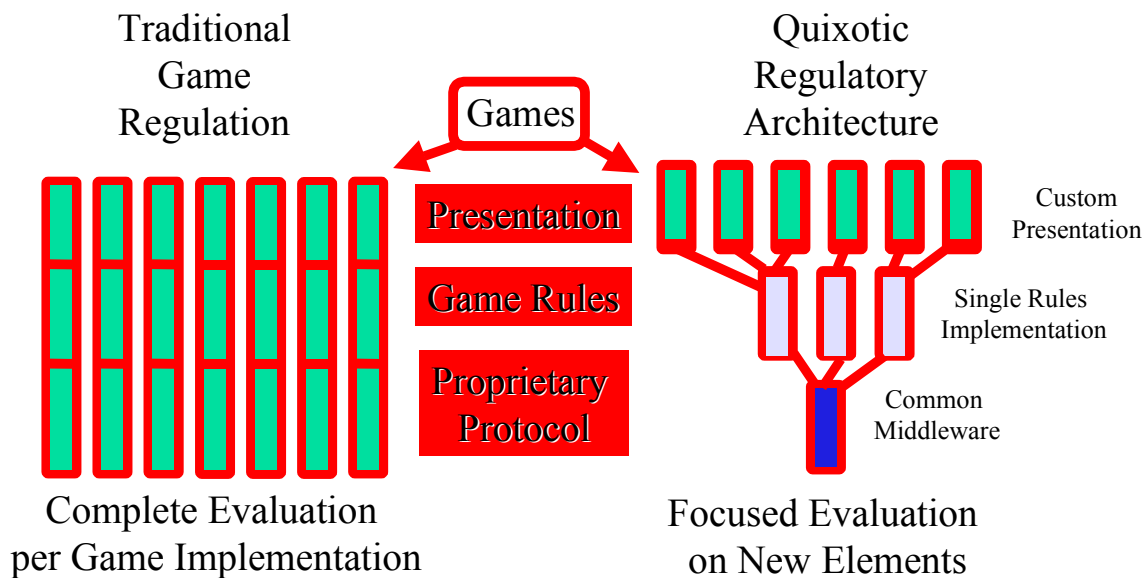 Traditional
Game
Regulation
Games
Quixotic
Regulatory
Architecture
Presentation
Game Rules
Proprietary
Protocol
Custom
Presentation
Single Rules
Implementation
Common
Middleware
Complete Evaluation
per Game Implementation
Focused Evaluation
on New Elements